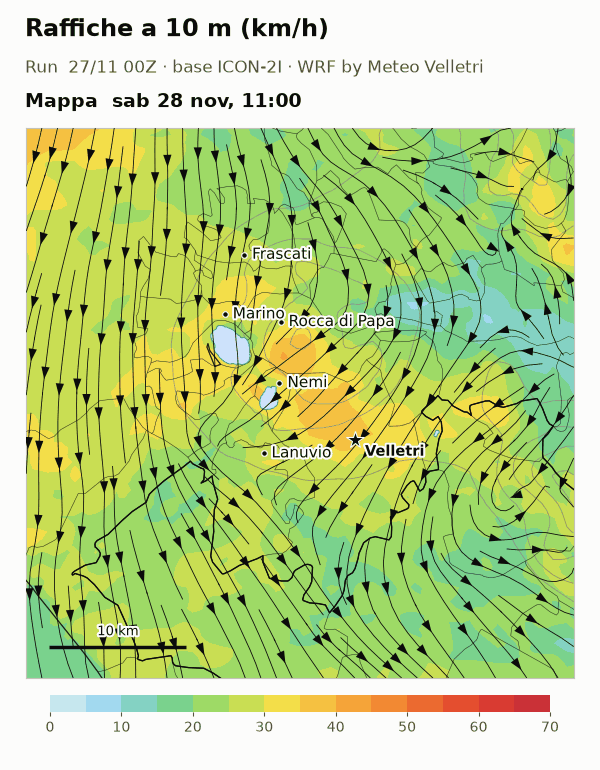 Raffiche a 10 m (km/h)
Run  27/11 00Z · base ICON-2I · WRF by Meteo Velletri
Mappa  sab 28 nov, 11:00
Frascati
Marino
Rocca di Papa
Nemi
Velletri
Lanuvio
10 km
0 10 20 30 40 50 60 70